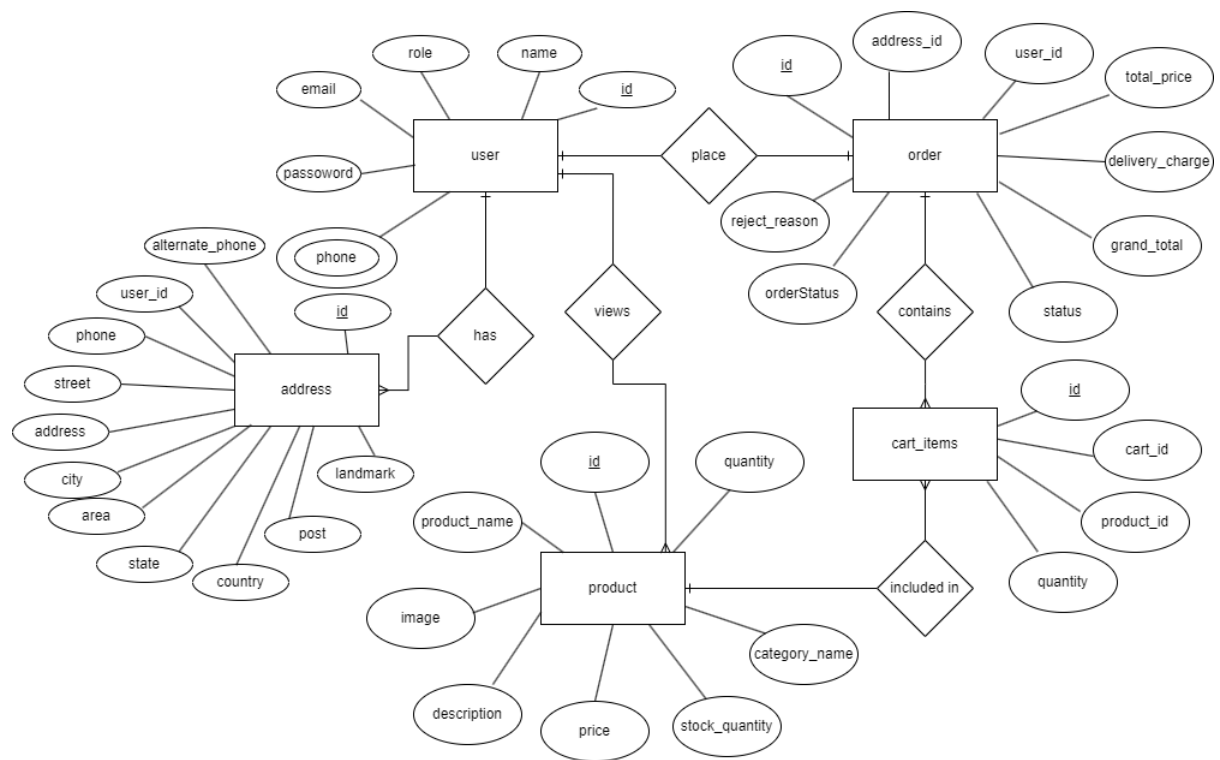 role
name
email
id
user
passoword
phone
place
id
address_id
user_id
total_price
order
delivery_charge
reject_reason
orderStatus
grand_total
status
alternate_phone
user_id
id
phone
street
address
address
city
area
state
country
post
landmark
has
views
contains
id
cart_items
cart_id
product_id
quantity
id
quantity
product_name
product
included in
image
category_name
description
price
stock_quantity